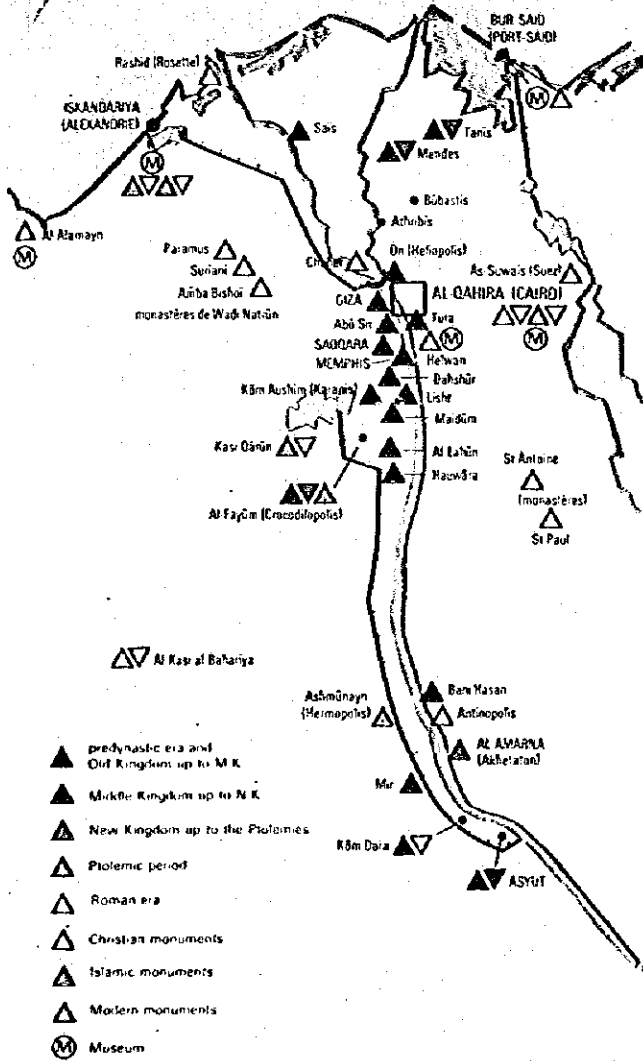 BUR SAID
(PORT-SAID)
Rashid (Rosette)
ISKANDARIYA
(ALEXANDRIE)
M
M
Sais
Tanis
Mendes
Bûbastis
Athribis
Al Alamayn
M
On (Heliopolis)
Paramus
Suriani
Amba Bishoi
monastères de Wadi Natrûn
As-Suwais (Suez)
AL-QAHIRA (CAIRO)
GIZA
Abû Sir
Tura
M
M
SAQQARA
MEMPHIS
Helwan
Dahshûr
Kôm Aushim (Karanis)
Lisht
Maidûm
Kasr Qârûn
Al Lahûn
Hauwâra
St Antoine
(monastères)
St Paul
Al-Fayûm (Crocodilopolis)
Al Kasr al Bahariya
Bani Hasan
Ashmûnayn
(Hermopolis)
Antinopolis
AL AMARNA
(Akhetaton)
Mir
Kôm Dara
ASYUT
predynastic era and
Old Kingdom up to M.K.
Middle Kingdom up to N.K.
New Kingdom up to the Ptolemies
Ptolemic period
Roman era
Christian monuments
Islamic monuments
Modern monuments
M Museum